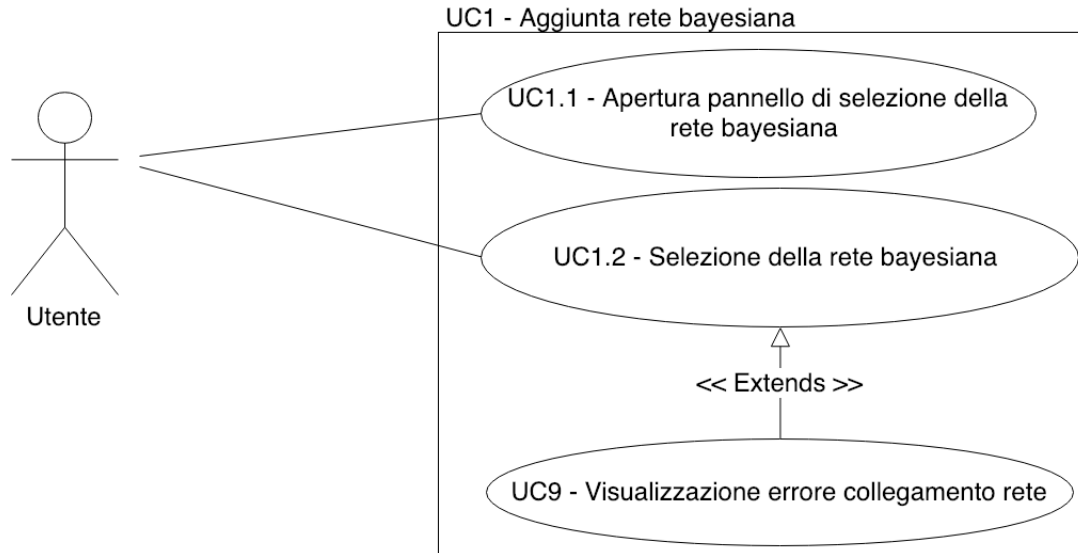 UC1 - Aggiunta rete bayesiana
UC1.1 - Apertura pannello di selezione della
rete bayesiana
UC1.2 - Selezione della rete bayesiana
Utente
<< Extends >>
UC9 - Visualizzazione errore collegamento rete